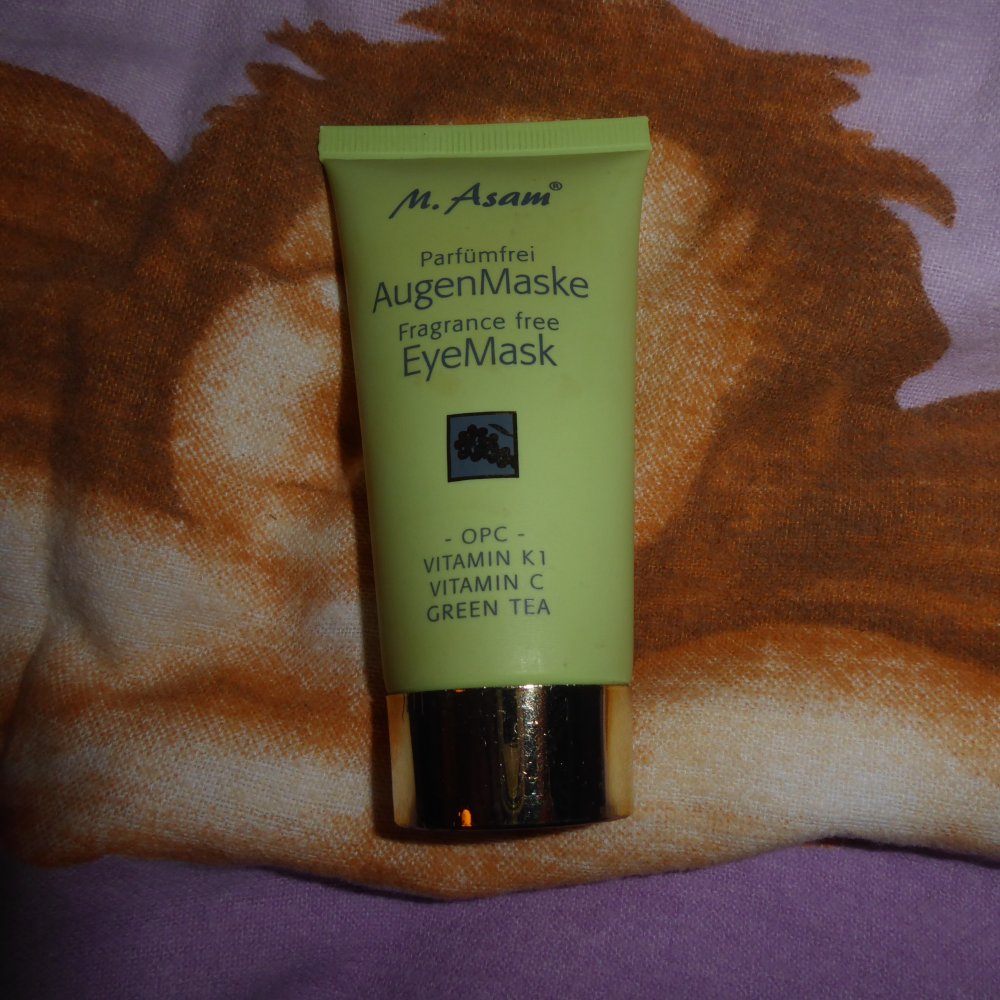 M. Asam®
Parfümfrei
AugenMaske
Fragrance free
EyeMask
- OPC -
VITAMIN K1
VITAMIN C
GREEN TEA